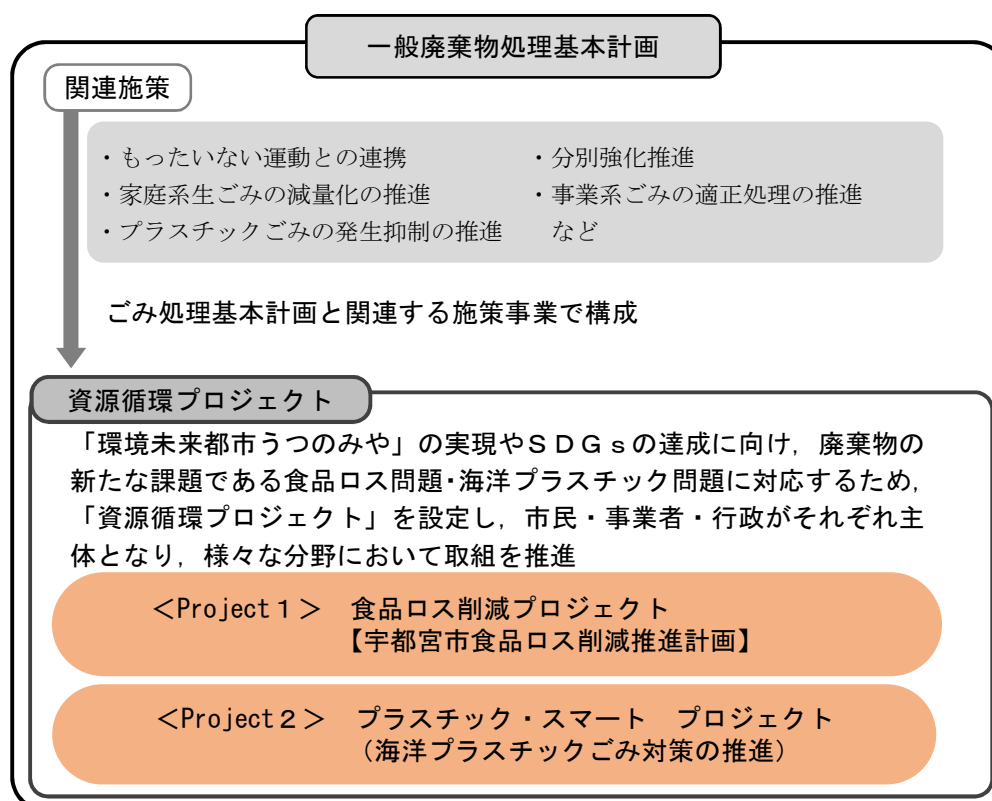 一般廃棄物処理基本計画
関連施策
・もったいない運動との連携
・家庭系生ごみの減量化の推進
・プラスチックごみの発生抑制の推進
・分別強化推進
・事業系ごみの適正処理の推進
など
ごみ処理基本計画と関連する施策事業で構成
資源循環プロジェクト
「環境未来都市うつのみや」の実現やＳＤＧｓの達成に向け，廃棄物の
新たな課題である食品ロス問題・海洋プラスチック問題に対応するため，
「資源循環プロジェクト」を設定し，市民・事業者・行政がそれぞれ主
体となり，様々な分野において取組を推進
＜Project１＞　食品ロス削減プロジェクト
【宇都宮市食品ロス削減推進計画】
＜Project２＞　プラスチック・スマート　プロジェクト
（海洋プラスチックごみ対策の推進）